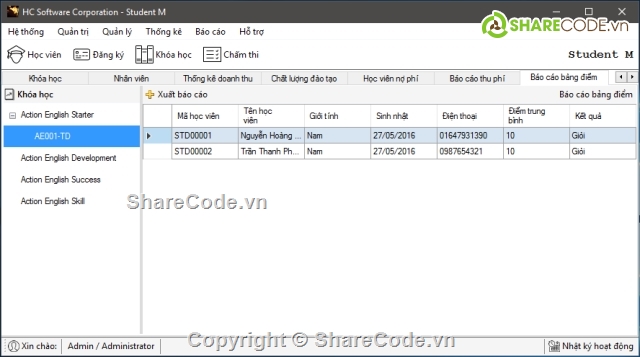 HC Software Corporation - Student M
SHARECODE.vn
Hệ thống Quản trị Quản lý Thống kê Báo cáo Hỗ trợ
Học viên Đăng ký Khóa học Chấm thi
Student M
Khóa học Nhân viên Thống kê doanh thu Chất lượng đào tạo Học viên nợ phí Báo cáo thu phí Báo cáo bảng điểm
Khóa học
Xuất báo cáo
Báo cáo bảng điểm
Action English Starter
AE001-TD
Action English Development
Action English Success
Action English Skill
Mã học viên Tên học viên Giới tính Sinh nhật Điện thoại Điểm trung bình Kết quả
STD00001 Nguyễn Hoàng ... Nam 27/05/2016 01647931390 10 Giỏi
STD00002 Trần Thanh Ph... Nam 27/05/2016 0987654321 10 Giỏi
ShareCode.vn
Copyright © ShareCode.vn
Xin chào: Admin / Administrator
Nhật ký hoạt động